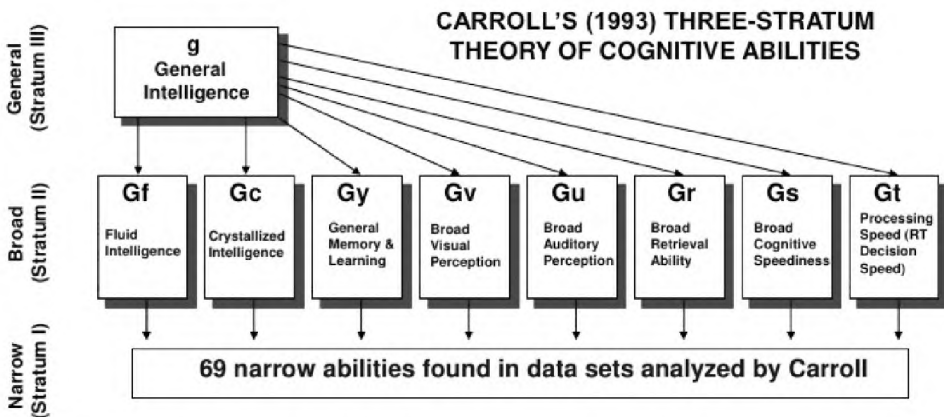 CARROLL'S (1993) THREE-STRATUM
THEORY OF COGNITIVE ABILITIES
General
(Stratum III)
g
General
Intelligence
Broad
(Stratum II)
Gf
Fluid
Intelligence
Gc
Crystallized
Intelligence
Gy
General
Memory &
Learning
Gv
Broad
Visual
Perception
Gu
Broad
Auditory
Perception
Gr
Broad
Retrieval
Ability
Gs
Broad
Cognitive
Speediness
Gt
Processing
Speed (RT
Decision
Speed)
Narrow
(Stratum I)
69 narrow abilities found in data sets analyzed by Carroll